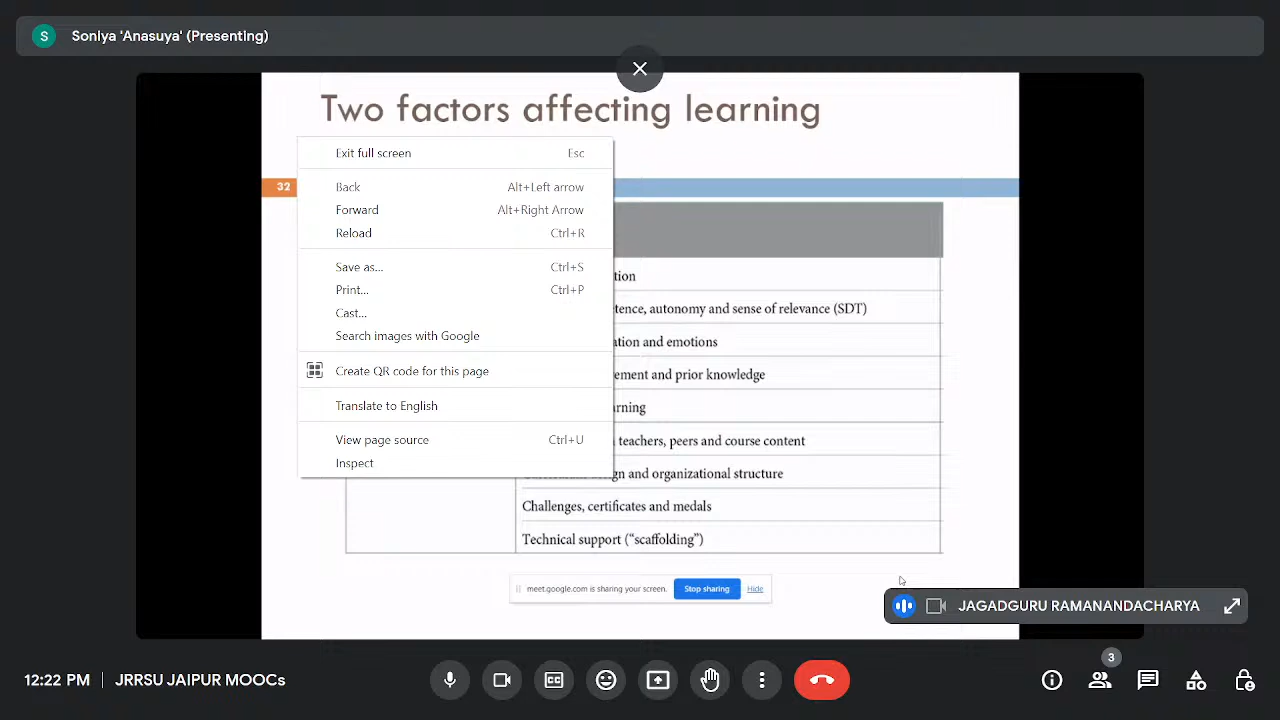 S Soniya 'Anasuya' (Presenting)
Two factors affecting learning
Exit full screen Esc
32
Back Alt+Left arrow
Forward Alt+Right Arrow
Reload Ctrl+R
Save as... Ctrl+S
Print... Ctrl+P
Cast...
Search images with Google
Create QR code for this page
Translate to English
View page source Ctrl+U
Inspect
tion
tence, autonomy and sense of relevance (SDT)
ation and emotions
ement and prior knowledge
rning
teachers, peers and course content
and organizational structure
Challenges, certificates and medals
Technical support (“scaffolding”)
meet.google.com is sharing your screen. Stop sharing Hide
JAGADGURU RAMANANDACHARYA
12:22 PM | JRRSU JAIPUR MOOCs
3